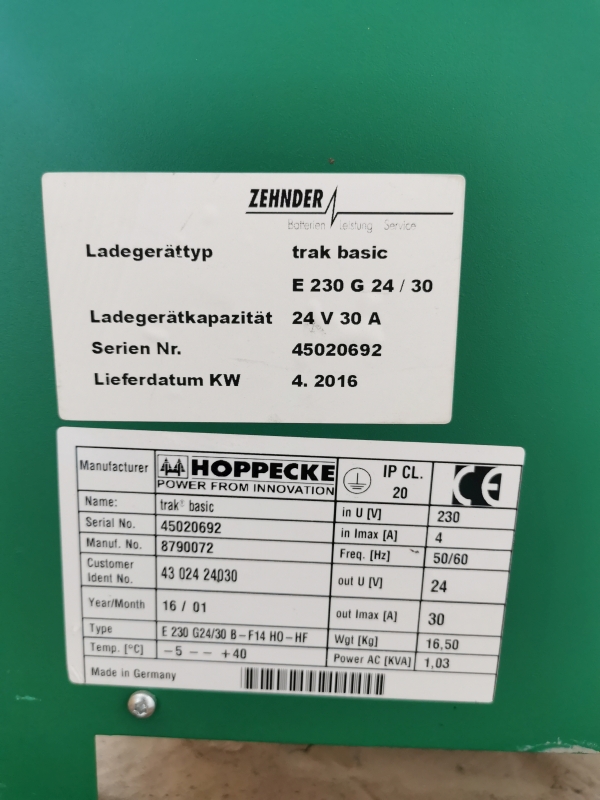 ZEHNDER
Batterien Leistung Service
Ladegerättyp trak basic
E 230 G 24 / 30
Ladegerätkapazität 24 V 30 A
Serien Nr. 45020692
Lieferdatum KW 4. 2016
Manufacturer HOPPECKE
POWER FROM INNOVATION
IP CL.
20
CE
Name: trak basic
Serial No. 45020692
Manuf. No. 8790072
Customer
Ident No. 43 024 24030
Year/Month 16 / 01
Type E 230 G24/30 B-F14 HO-HF
Temp. [°C] -5 -- +40
Made in Germany
in U [V] 230
in Imax [A] 4
Freq. [Hz] 50/60
out U [V] 24
out Imax [A] 30
Wgt [Kg] 16,50
Power AC [KVA] 1,03